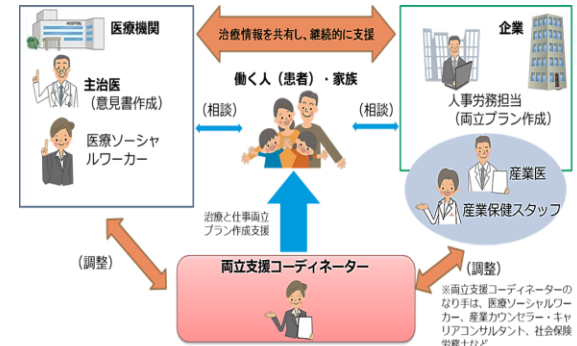 医療機関
HOSPITAL
主治医
（意見書作成）
医療ソーシャ
ルワーカー
治療情報を共有し、継続的に支援
働く人（患者）・家族
（相談）
（相談）
企業
人事労務担当
（両立プラン作成）
産業医
産業保健スタッフ
治療と仕事両立
プラン作成支援
（調整）
両立支援コーディネーター
（調整）
※両立支援コーディネーターの
なり手は、医療ソーシャルワー
カー、産業カウンセラー・キャ
リアコンサルタント、社会保険
労務士など